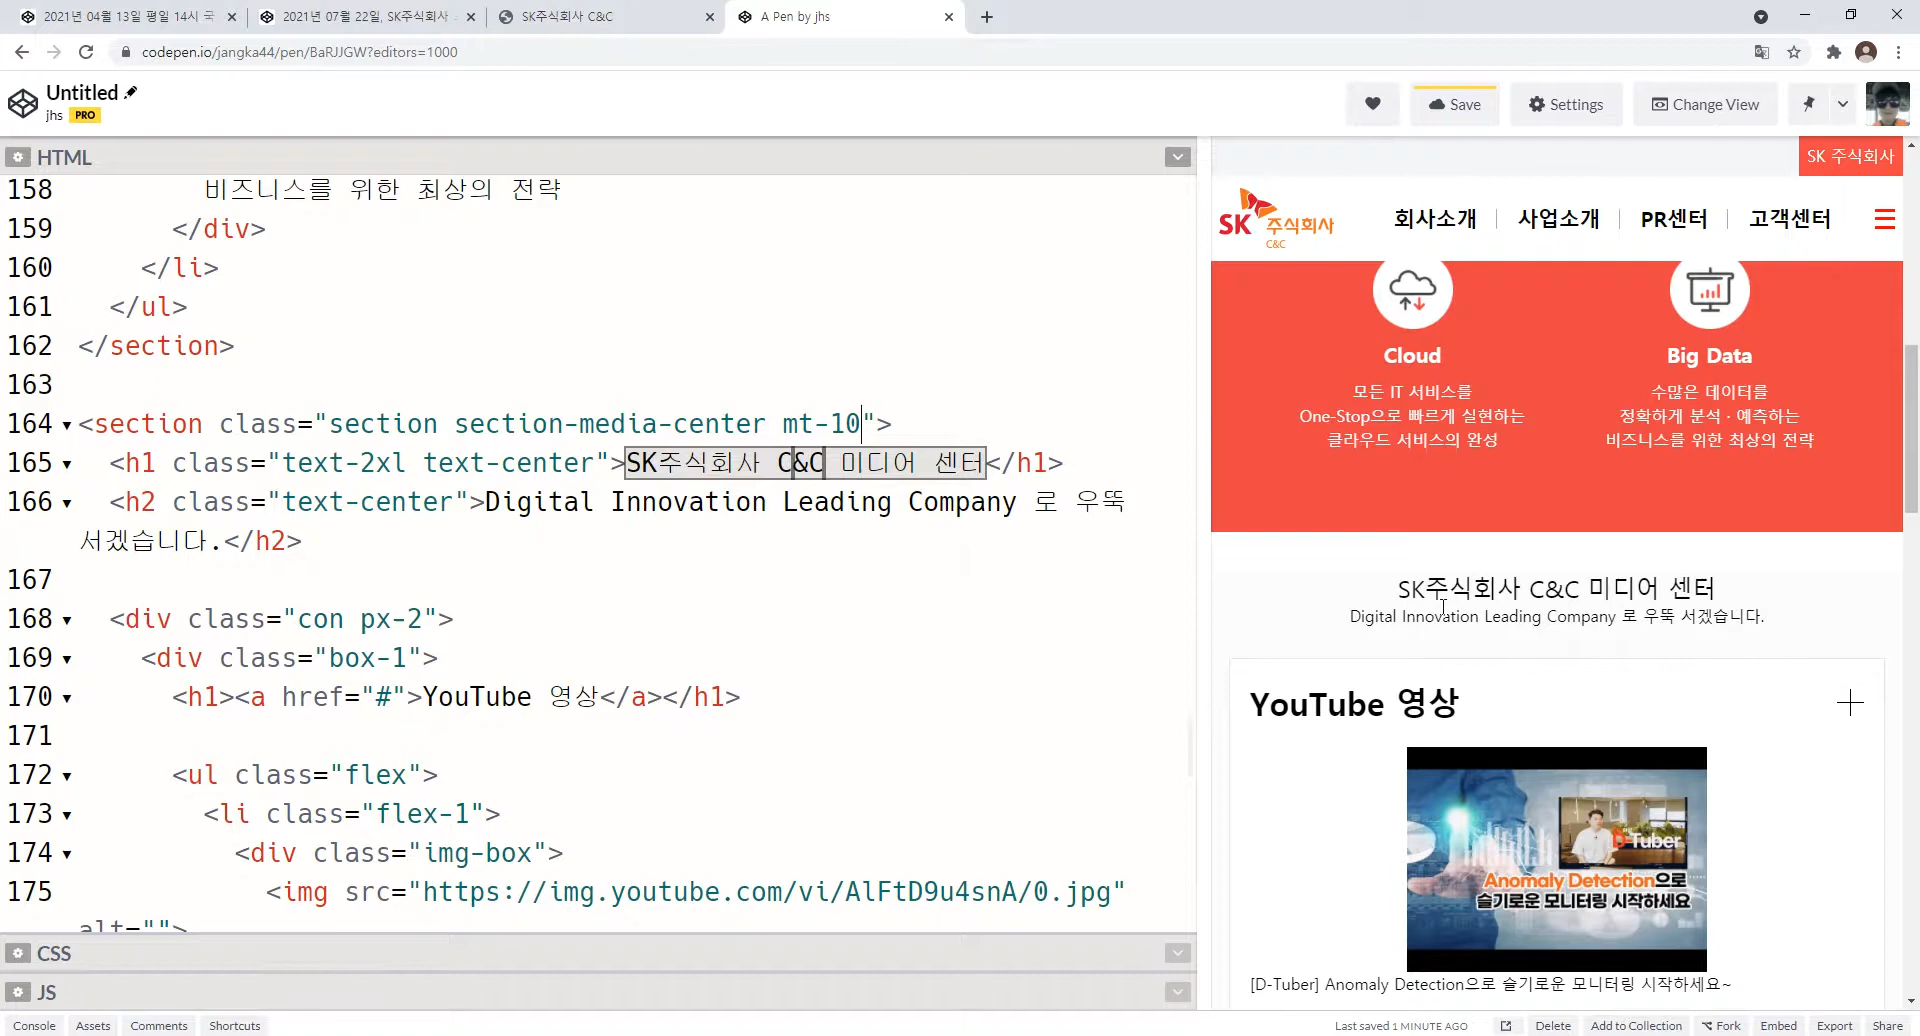 2021년 04월 13일 평일 14시 국
2021년 07월 22일, SK주식회사
SK주식회사 C&C
A Pen by jhs
codepen.io/jangka44/pen/BaRJJGW?editors=1000
Untitled
jhs PRO
Save
Settings
Change View
HTML
158 비즈니스를 위한 최상의 전략
159 </div>
160 </li>
161 </ul>
162 </section>
163
164 <section class="section section-media-center mt-10">
165 <h1 class="text-2xl text-center">SK주식회사 C&C 미디어 센터</h1>
166 <h2 class="text-center">Digital Innovation Leading Company 로 우뚝
서겠습니다.</h2>
167
168 <div class="con px-2">
169 <div class="box-1">
170 <h1><a href="#">YouTube 영상</a></h1>
171
172 <ul class="flex">
173 <li class="flex-1">
174 <div class="img-box">
175 <img src="https://img.youtube.com/vi/AlFtD9u4snA/0.jpg"
alt="">
CSS
JS
SK 주식회사
SK 주식회사
C&C
회사소개
사업소개
PR센터
고객센터
Cloud
모든 IT 서비스를
One-Stop으로 빠르게 실현하는
클라우드 서비스의 완성
Big Data
수많은 데이터를
정확하게 분석 · 예측하는
비즈니스를 위한 최상의 전략
SK주식회사 C&C 미디어 센터
Digital Innovation Leading Company 로 우뚝 서겠습니다.
YouTube 영상
D-Tuber
Anomaly Detection으로
슬기로운 모니터링 시작하세요
[D-Tuber] Anomaly Detection으로 슬기로운 모니터링 시작하세요~
Console
Assets
Comments
Shortcuts
Last saved 1 MINUTE AGO
Delete
Add to Collection
Fork
Embed
Export
Share